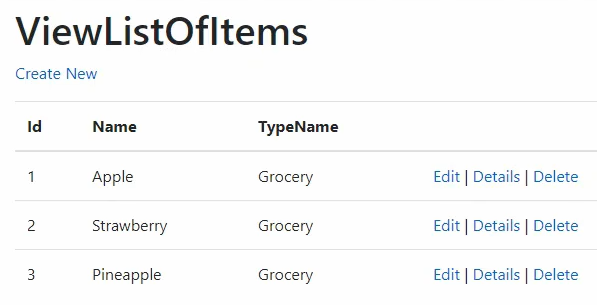 ViewListOfItems
Create New
Id Name TypeName
1 Apple Grocery Edit | Details | Delete
2 Strawberry Grocery Edit | Details | Delete
3 Pineapple Grocery Edit | Details | Delete